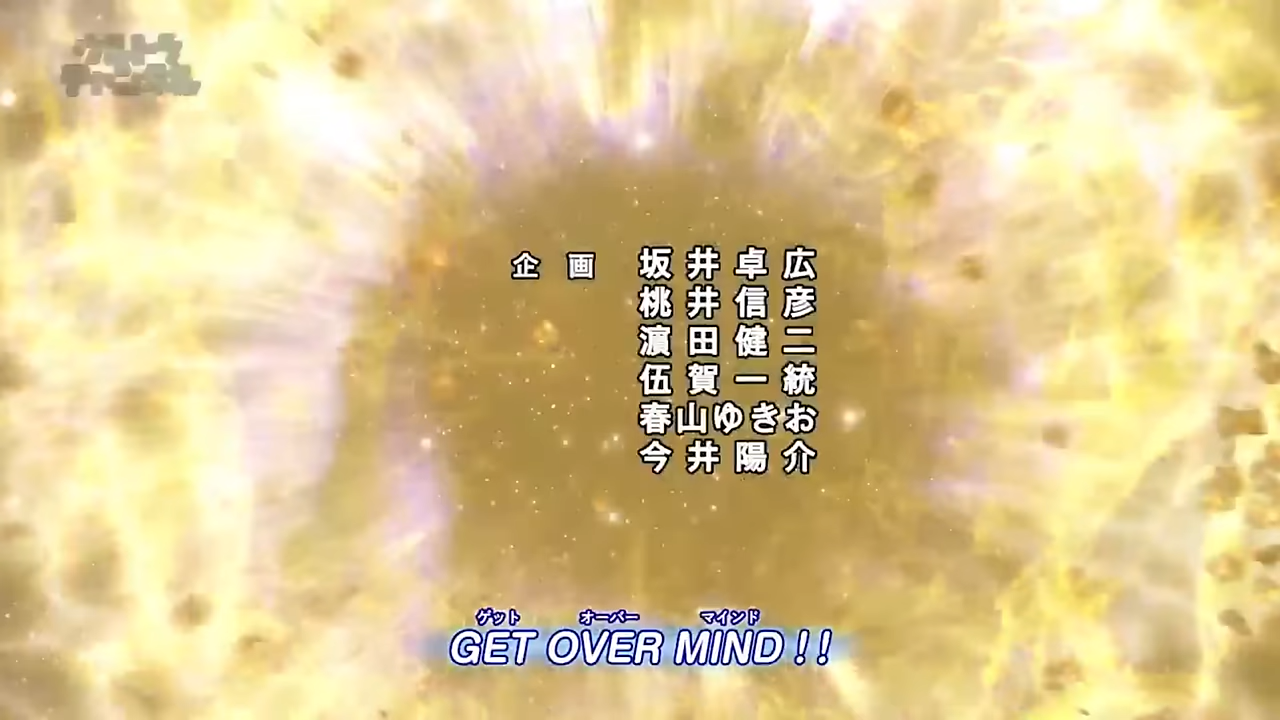 企画 坂井卓広
桃井信彦
濵田健二
伍賀一統
春山ゆきお
今井陽介
ゲット オーバー マインド
GET OVER MIND!!